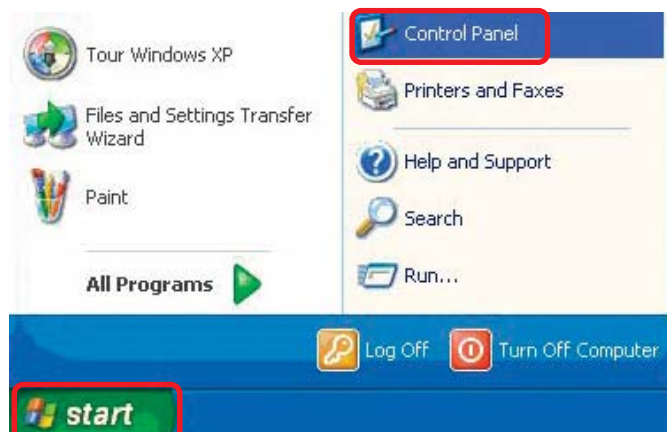 Tour Windows XP
Files and Settings Transfer
Wizard
Paint
All Programs
Control Panel
Printers and Faxes
Help and Support
Search
Run...
Log Off
Turn Off Computer
start